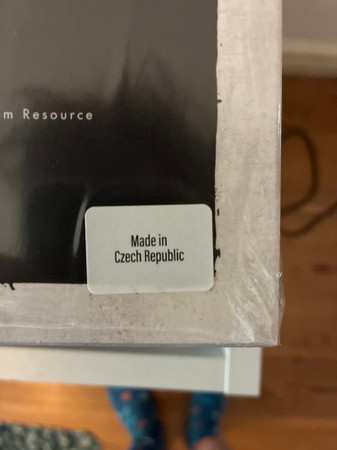 m Resource
Made in
Czech Republic